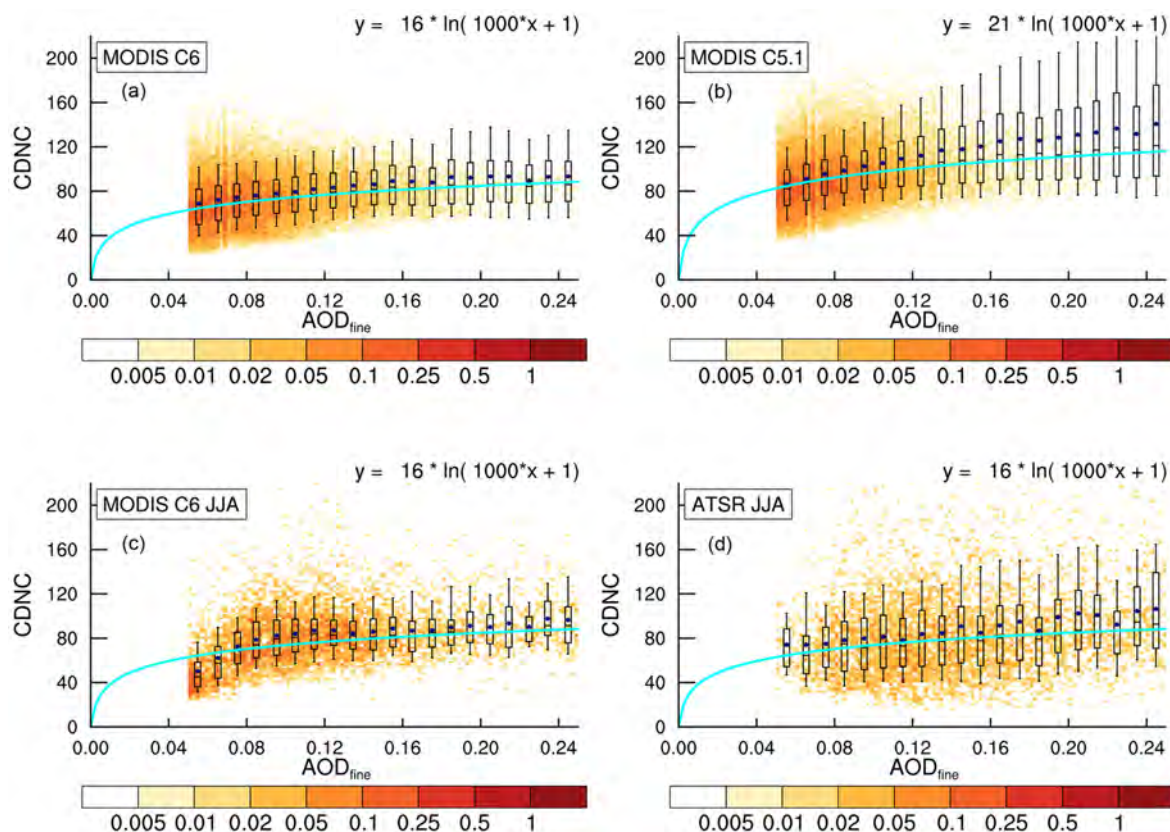 y = 16 * ln( 1000*x + 1)
MODIS C6
(a)
CDNC
200
160
120
80
40
0
0.00 0.04 0.08 0.12 0.16 0.20 0.24
AODfine
0.005 0.01 0.02 0.05 0.1 0.25 0.5 1
y = 21 * ln( 1000*x + 1)
MODIS C5.1
(b)
CDNC
200
160
120
80
40
0
0.00 0.04 0.08 0.12 0.16 0.20 0.24
AODfine
0.005 0.01 0.02 0.05 0.1 0.25 0.5 1
y = 16 * ln( 1000*x + 1)
MODIS C6 JJA
(c)
CDNC
200
160
120
80
40
0
0.00 0.04 0.08 0.12 0.16 0.20 0.24
AODfine
0.005 0.01 0.02 0.05 0.1 0.25 0.5 1
y = 16 * ln( 1000*x + 1)
ATSR JJA
(d)
CDNC
200
160
120
80
40
0
0.00 0.04 0.08 0.12 0.16 0.20 0.24
AODfine
0.005 0.01 0.02 0.05 0.1 0.25 0.5 1